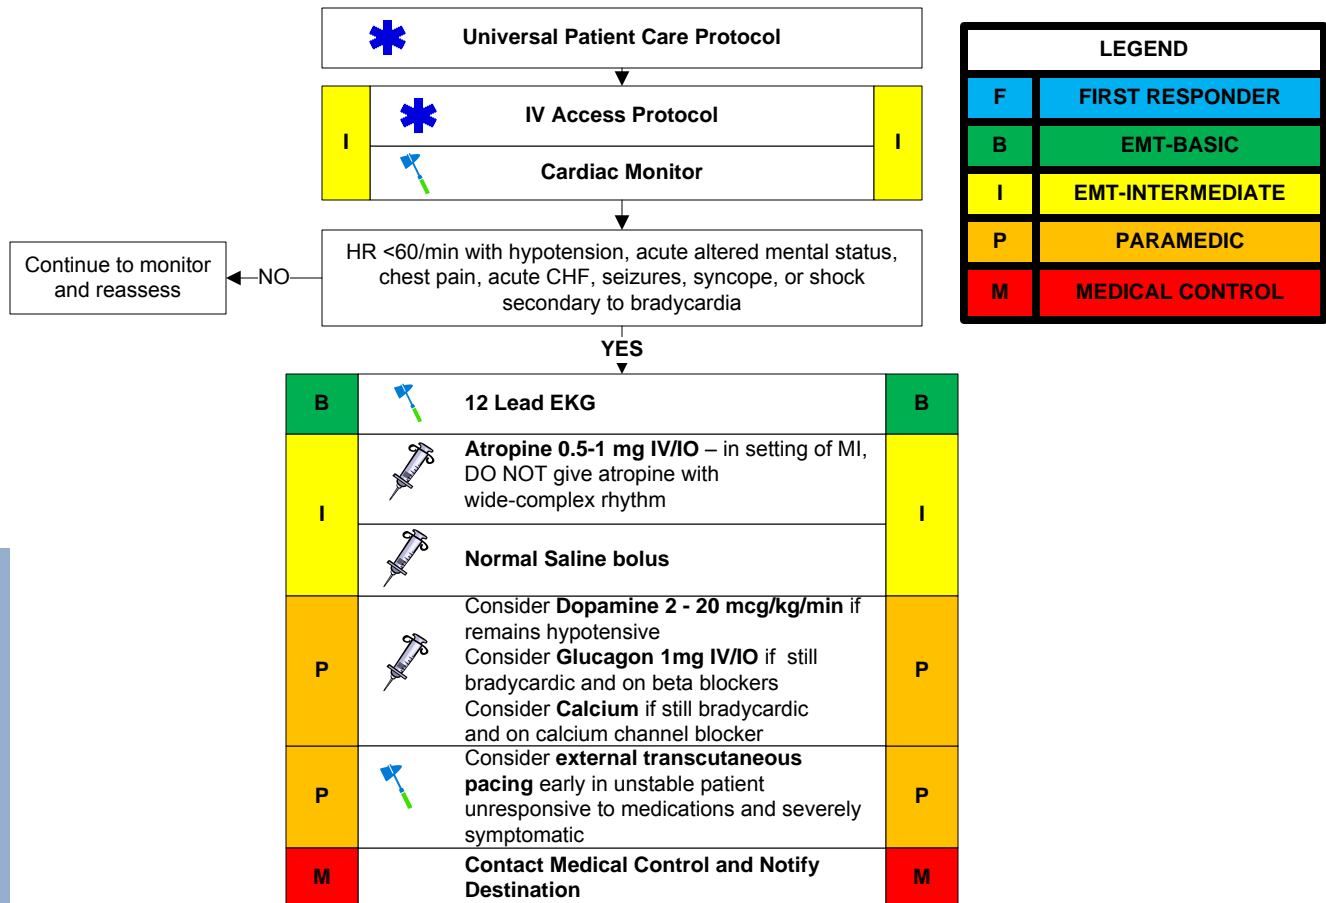 Universal Patient Care Protocol
LEGEND
F
FIRST RESPONDER
B
EMT-BASIC
I
EMT-INTERMEDIATE
P
PARAMEDIC
M
MEDICAL CONTROL
I
IV Access Protocol
Cardiac Monitor
I
HR <60/min with hypotension, acute altered mental status,
chest pain, acute CHF, seizures, syncope, or shock
secondary to bradycardia
NO
Continue to monitor
and reassess
YES
B
12 Lead EKG
B
I
Atropine 0.5-1 mg IV/IO – in setting of MI,
DO NOT give atropine with
wide-complex rhythm
Normal Saline bolus
I
P
Consider Dopamine 2 - 20 mcg/kg/min if
remains hypotensive
Consider Glucagon 1mg IV/IO if still
bradycardic and on beta blockers
Consider Calcium if still bradycardic
and on calcium channel blocker
P
P
Consider external transcutaneous
pacing early in unstable patient
unresponsive to medications and severely
symptomatic
P
M
Contact Medical Control and Notify
Destination
M